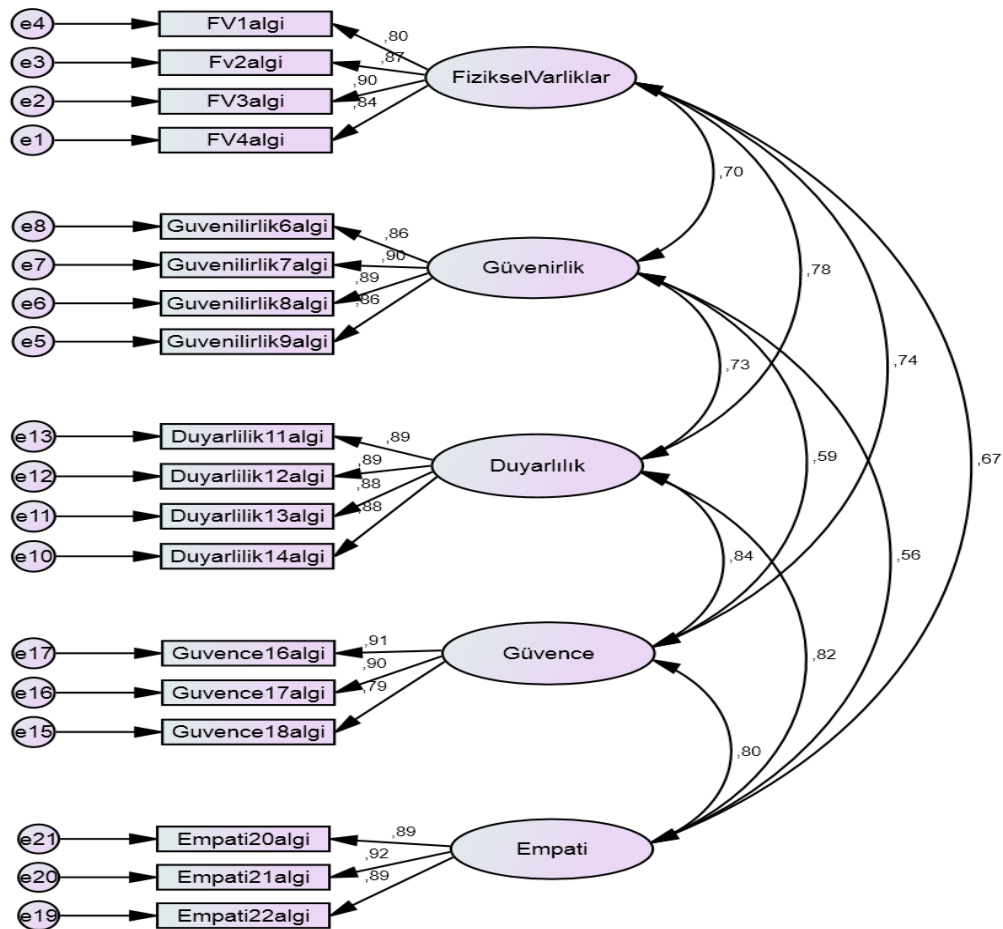 e4
FV1algi
,80
e3
Fv2algi
,87
e2
FV3algi
,90
e1
FV4algi
,84
FizikselVarliklar
,70
e8
Guvenilirlik6algi
,86
e7
Guvenilirlik7algi
,90
e6
Guvenilirlik8algi
,89
e5
Guvenilirlik9algi
,86
Güvenirlik
,78
,73
,74
e13
Duyarlilik11algi
,89
e12
Duyarlilik12algi
,89
e11
Duyarlilik13algi
,88
e10
Duyarlilik14algi
,88
Duyarlılık
,59
,67
,84
,56
e17
Guvence16algi
,91
e16
Guvence17algi
,90
e15
Guvence18algi
,79
Güvence
,82
,80
e21
Empati20algi
,89
e20
Empati21algi
,92
e19
Empati22algi
,89
Empati